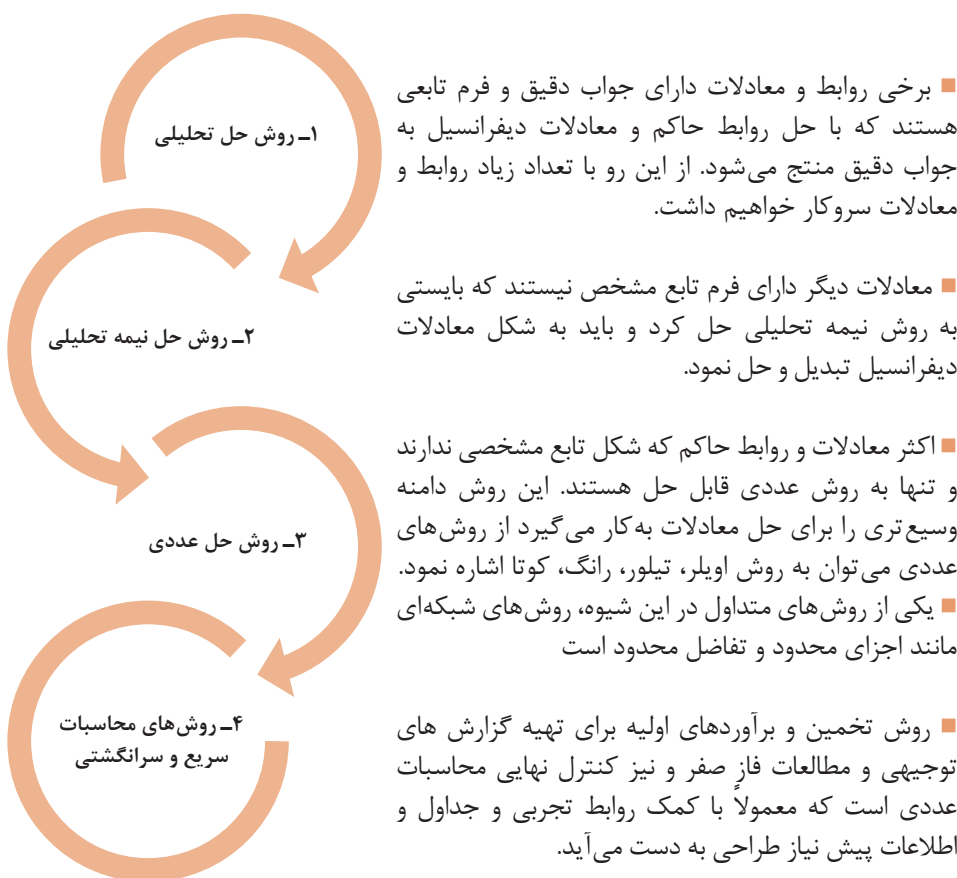 ۱ـ روش حل تحلیلی
■ برخی روابط و معادلات دارای جواب دقیق و فرم تابعی
هستند که با حل روابط حاکم و معادلات دیفرانسیل به
جواب دقیق منتج می‌شود. از این رو با تعداد زیاد روابط و
معادلات سروکار خواهیم داشت.
۲ـ روش حل نیمه تحلیلی
■ معادلات دیگر دارای فرم تابع مشخص نیستند که بایستی
به روش نیمه تحلیلی حل کرد و باید به شکل معادلات
دیفرانسیل تبدیل و حل نمود.
۳ـ روش حل عددی
■ اکثر معادلات و روابط حاکم که شکل تابع مشخصی ندارند
و تنها به روش عددی قابل حل هستند. این روش دامنه
وسیع‌تری را برای حل معادلات به‌کار می‌گیرد از روش‌های
عددی می‌توان به روش اویلر، تیلور، رانگ، کوتا اشاره نمود.
■ یکی از روش‌های متداول در این شیوه، روش‌های شبکه‌ای
مانند اجزای محدود و تفاضل محدود است
۴ـ روش‌های محاسبات
سریع و سرانگشتی
■ روش تخمین و برآوردهای اولیه برای تهیه گزارش های
توجیهی و مطالعات فاز صفر و نیز کنترل نهایی محاسبات
عددی است که معمولاً با کمک روابط تجربی و جداول و
اطلاعات پیش نیاز طراحی به دست می‌آید.